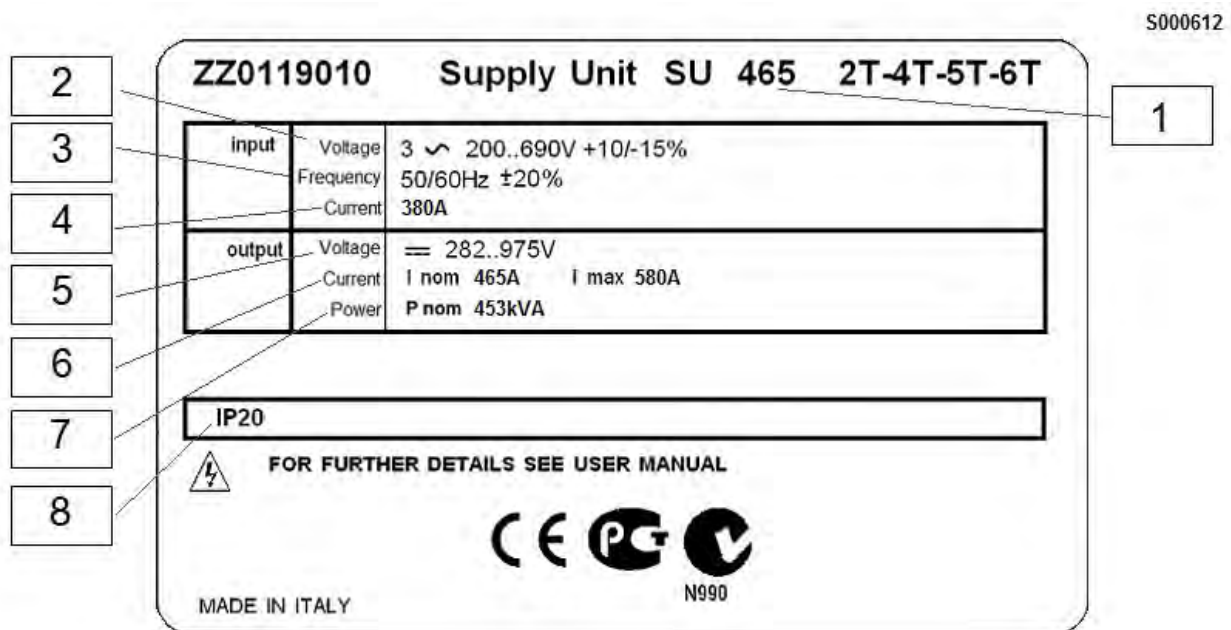 S000612
ZZ0119010 Supply Unit SU 465 2T-4T-5T-6T
1
2
3
4
5
6
7
8
input Voltage 3 ~ 200..690V +10/-15%
Frequency 50/60Hz ±20%
Current 380A
output Voltage ⎓ 282..975V
Current I nom 465A I max 580A
Power P nom 453kVA
IP20
FOR FURTHER DETAILS SEE USER MANUAL
CE PCT
N990
MADE IN ITALY